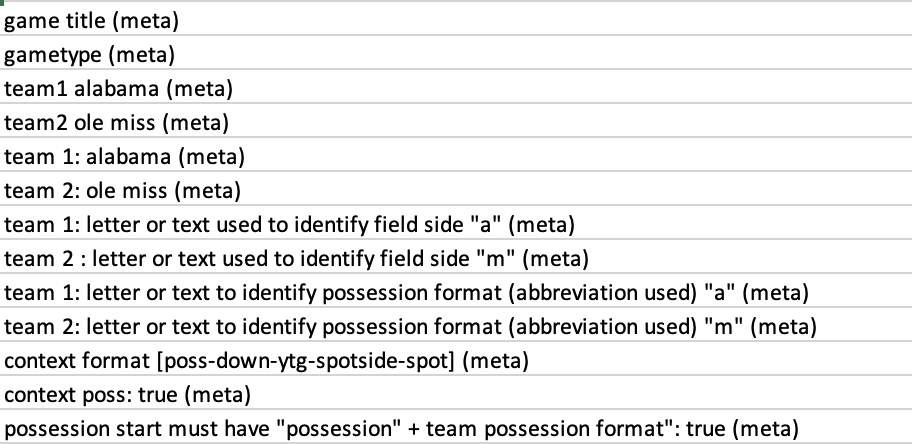 game title (meta)
gametype (meta)
team1 alabama (meta)
team2 ole miss (meta)
team 1: alabama (meta)
team 2: ole miss (meta)
team 1: letter or text used to identify field side "a" (meta)
team 2 : letter or text used to identify field side "m" (meta)
team 1: letter or text to identify possession format (abbreviation used) "a" (meta)
team 2: letter or text to identify possession format (abbreviation used) "m" (meta)
context format [poss-down-ytg-spotside-spot] (meta)
context poss: true (meta)
possession start must have "possession" + team possession format": true (meta)